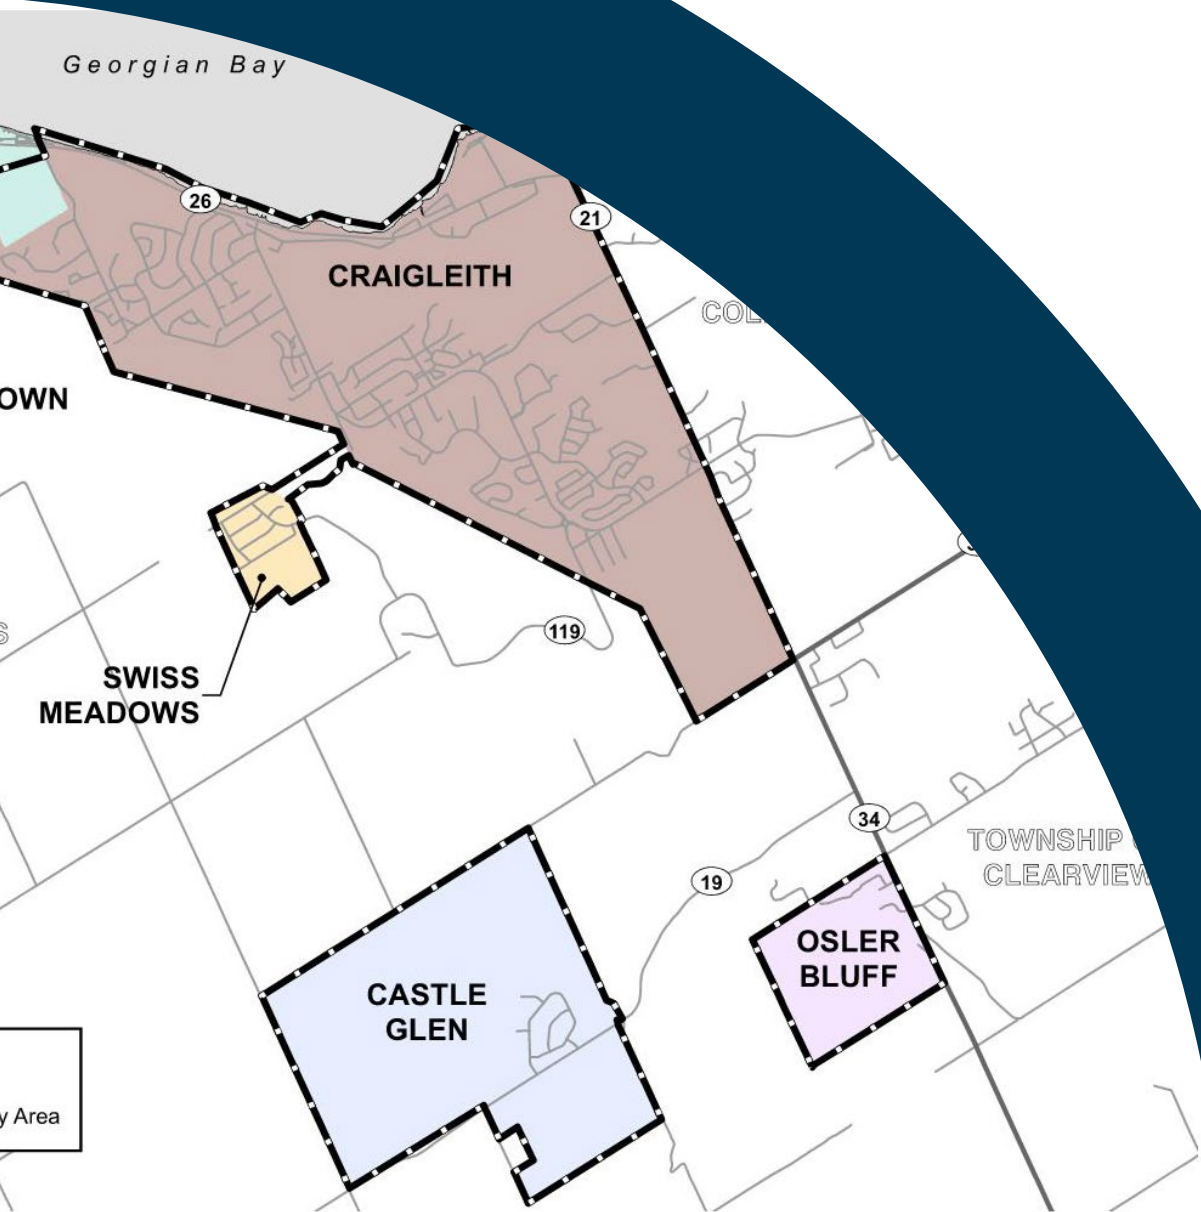 Georgian Bay
26
21
CRAIGLEITH
OWN
119
SWISS
MEADOWS
34
TOWNSHIP
CLEARVIEW
19
OSLER
BLUFF
CASTLE
GLEN
y Area